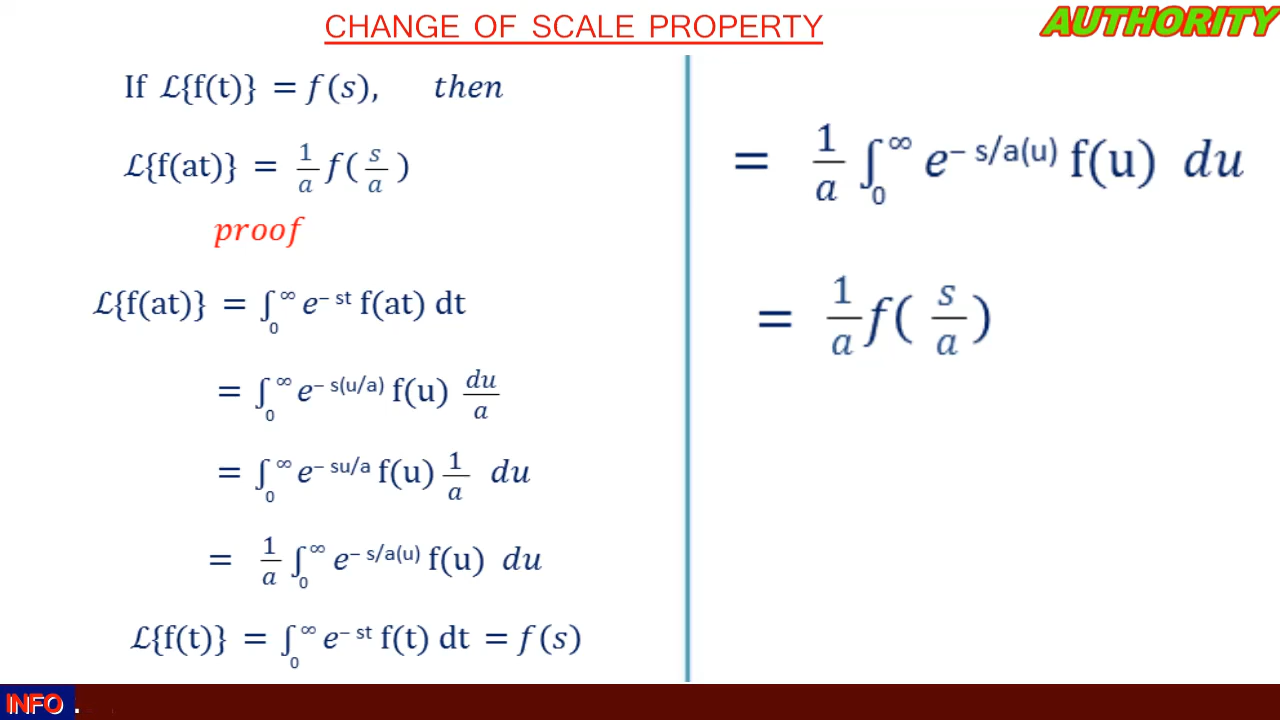 CHANGE OF SCALE PROPERTY
AUTHORITY
If ℒ{f(t)} = f(s), then
ℒ{f(at)} = 1/a f( s/a )
proof
ℒ{f(at)} = ∫₀^∞ e^– st f(at) dt
= ∫₀^∞ e^– s(u/a) f(u) du/a
= ∫₀^∞ e^– su/a f(u) 1/a du
= 1/a ∫₀^∞ e^– s/a(u) f(u) du
ℒ{f(t)} = ∫₀^∞ e^– st f(t) dt = f(s)
= 1/a ∫₀^∞ e^– s/a(u) f(u) du
= 1/a f( s/a )
INFO .